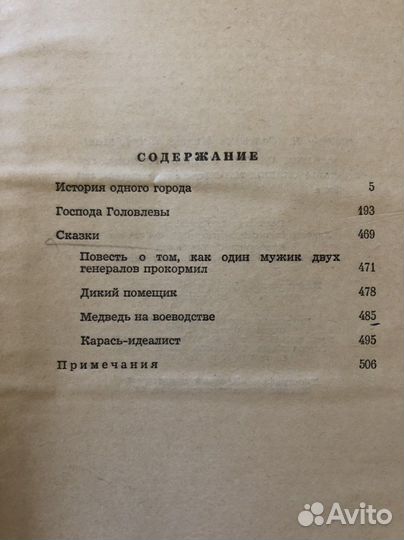 СОДЕРЖАНИЕ
История одного города 5
Господа Головлевы 193
Сказки 469
Повесть о том, как один мужик двух
генералов прокормил 471
Дикий помещик 478
Медведь на воеводстве 485
Карась-идеалист 495
Примечания 506
Avito